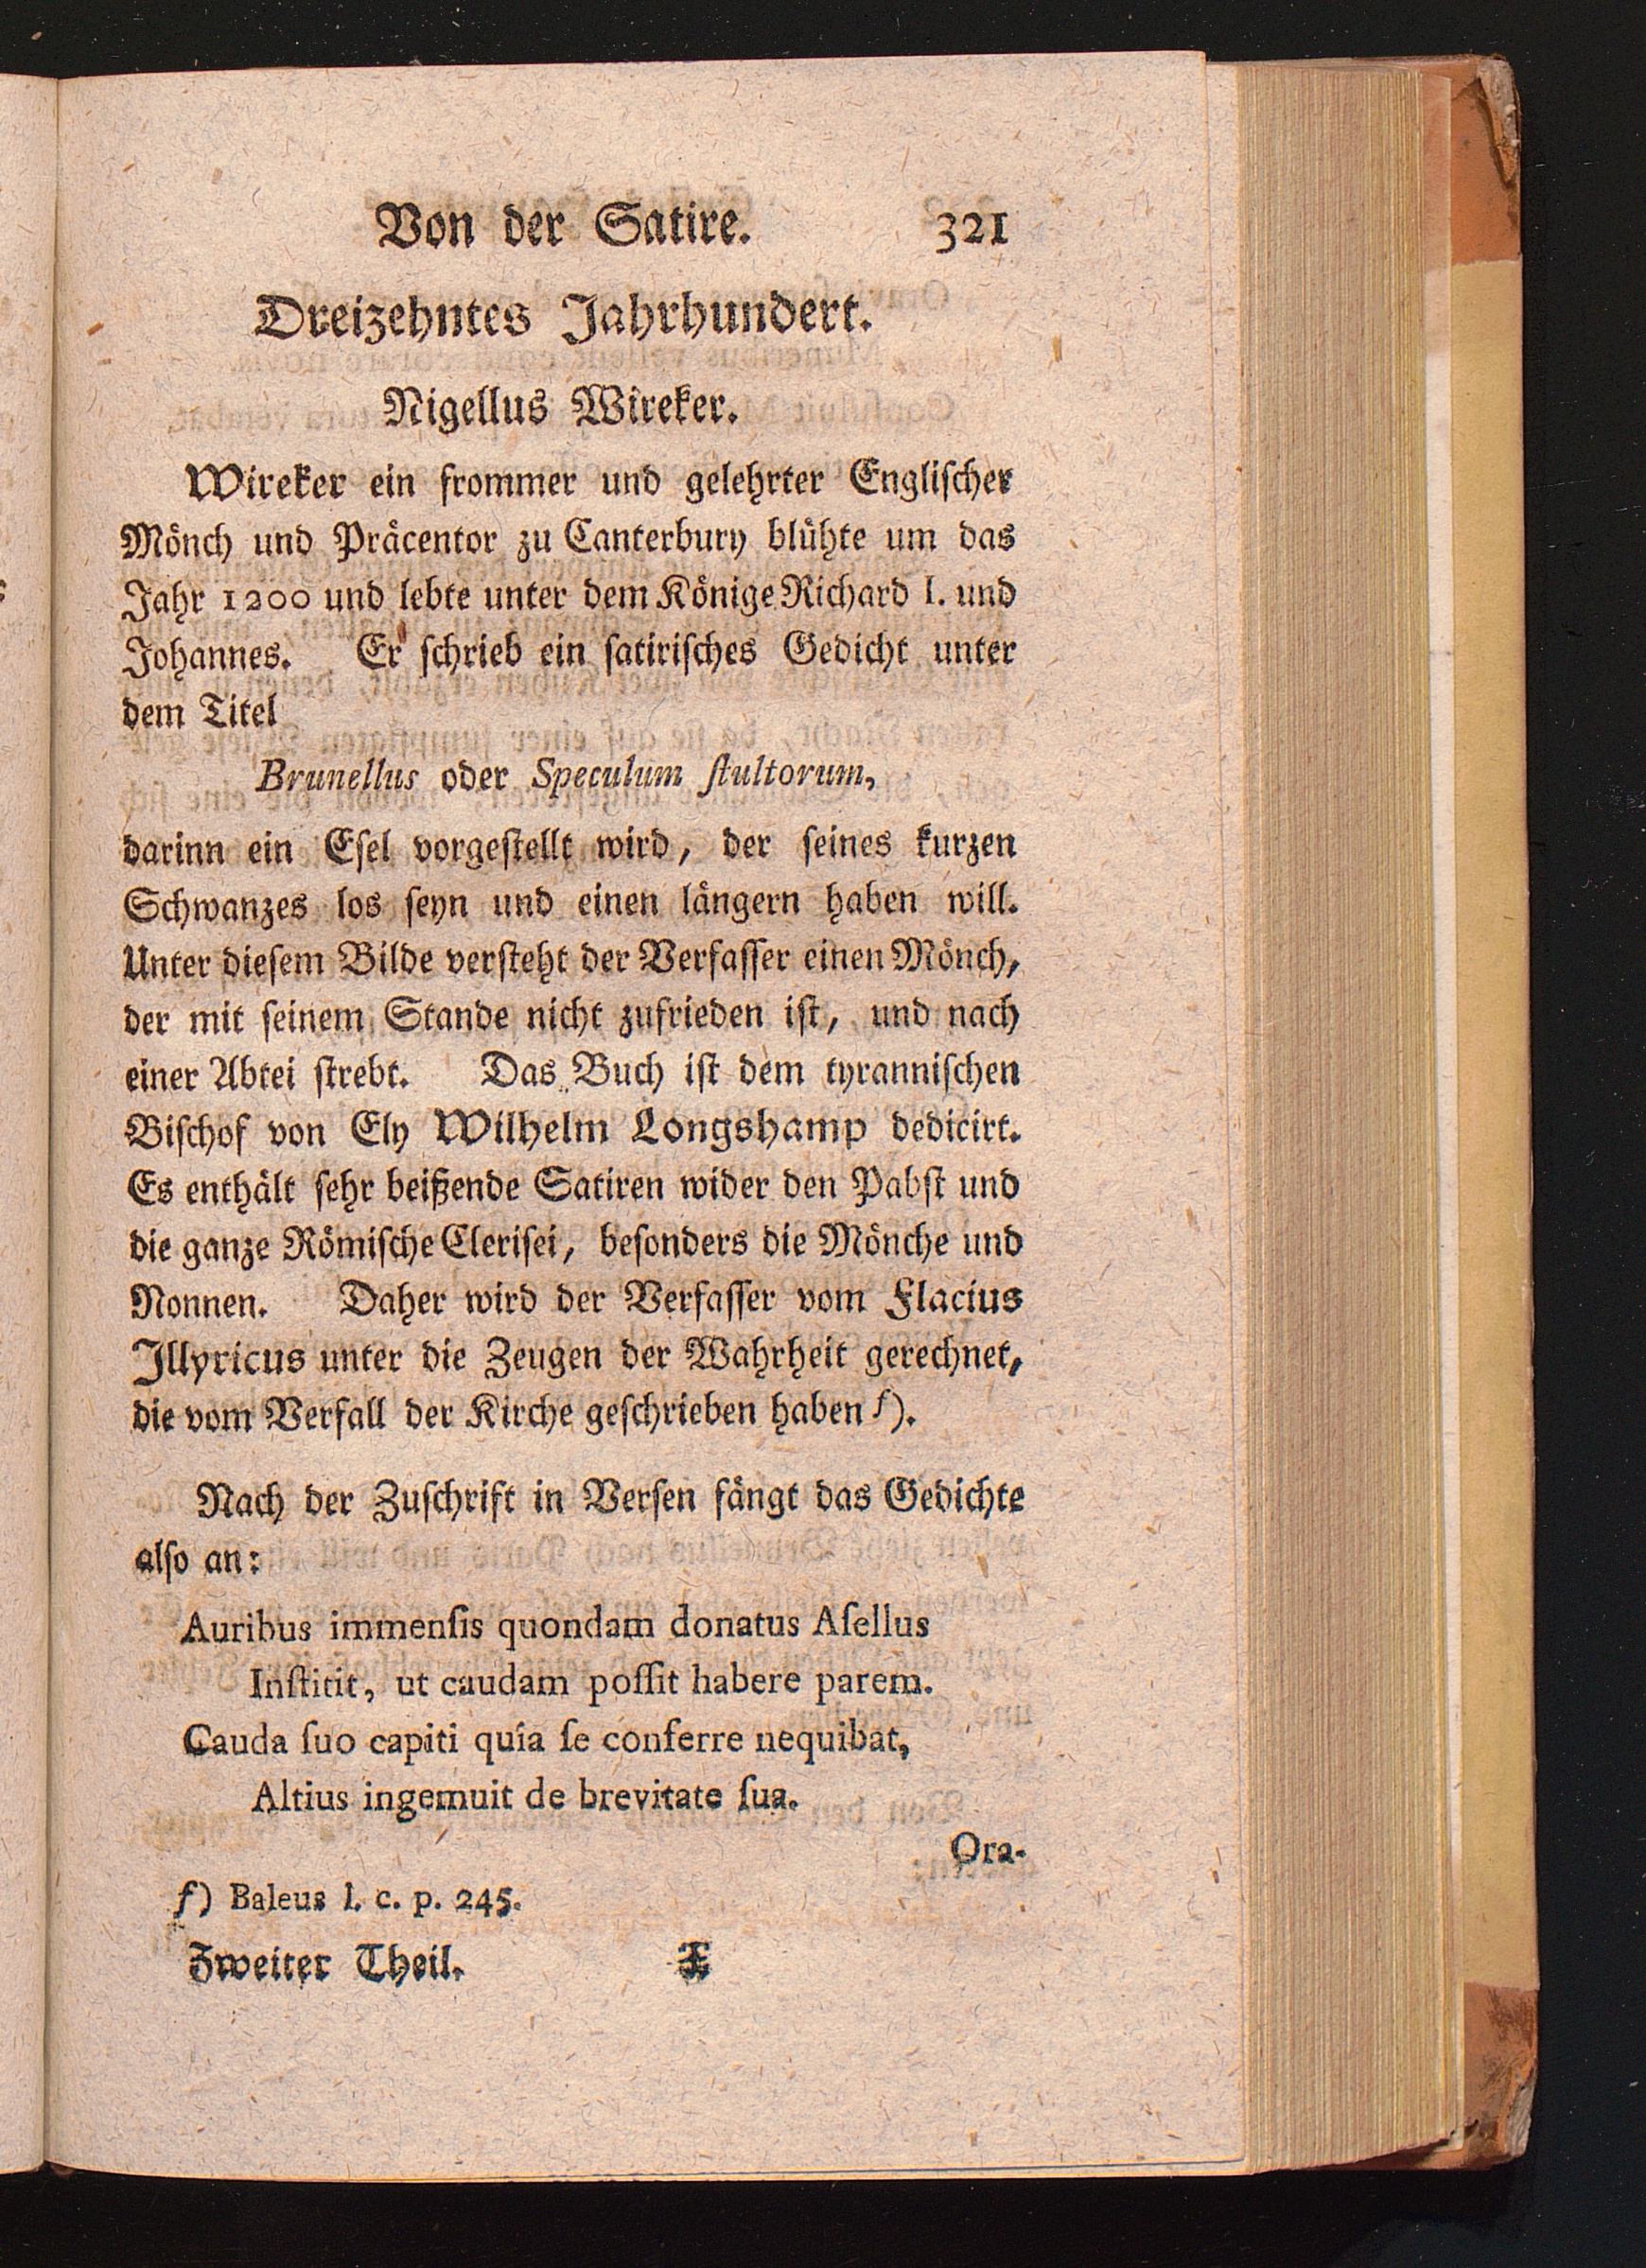 Von der Satire. 321
Dreizehntes Jahrhundert.
Nigellus Wireker.
Wireker ein frommer und gelehrter Engliſcher
Mönch und Präcentor zu Canterbury blühte um das
Jahr 1200 und lebte unter dem Könige Richard I. und
Johannes. Er ſchrieb ein ſatiriſches Gedicht unter
dem Titel
Brunellus oder Speculum ſtultorum,
darinn ein Eſel vorgeſtellt wird, der ſeines kurzen
Schwanzes los ſeyn und einen längern haben will.
Unter dieſem Bilde verſteht der Verfaſſer einen Mönch,
der mit ſeinem Stande nicht zufrieden iſt, und nach
einer Abtei ſtrebt. Das Buch iſt dem tyranniſchen
Biſchof von Ely Wilhelm Longshamp dedicirt.
Es enthält ſehr beißende Satiren wider den Pabſt und
die ganze Römiſche Cleriſei, beſonders die Mönche und
Nonnen. Daher wird der Verfaſſer vom Flacius
Illyricus unter die Zeugen der Wahrheit gerechnet,
die vom Verfall der Kirche geſchrieben haben f).
Nach der Zuſchrift in Verſen fängt das Gedichte
alſo an:
Auribus immenſis quondam donatus Aſellus
Inſtitit, ut caudam poſſit habere parem.
Cauda ſuo capiti quia ſe conferre nequibat,
Altius ingemuit de brevitate ſua.
Ora-
f) Baleus l. c. p. 245.
Zweiter Theil. X